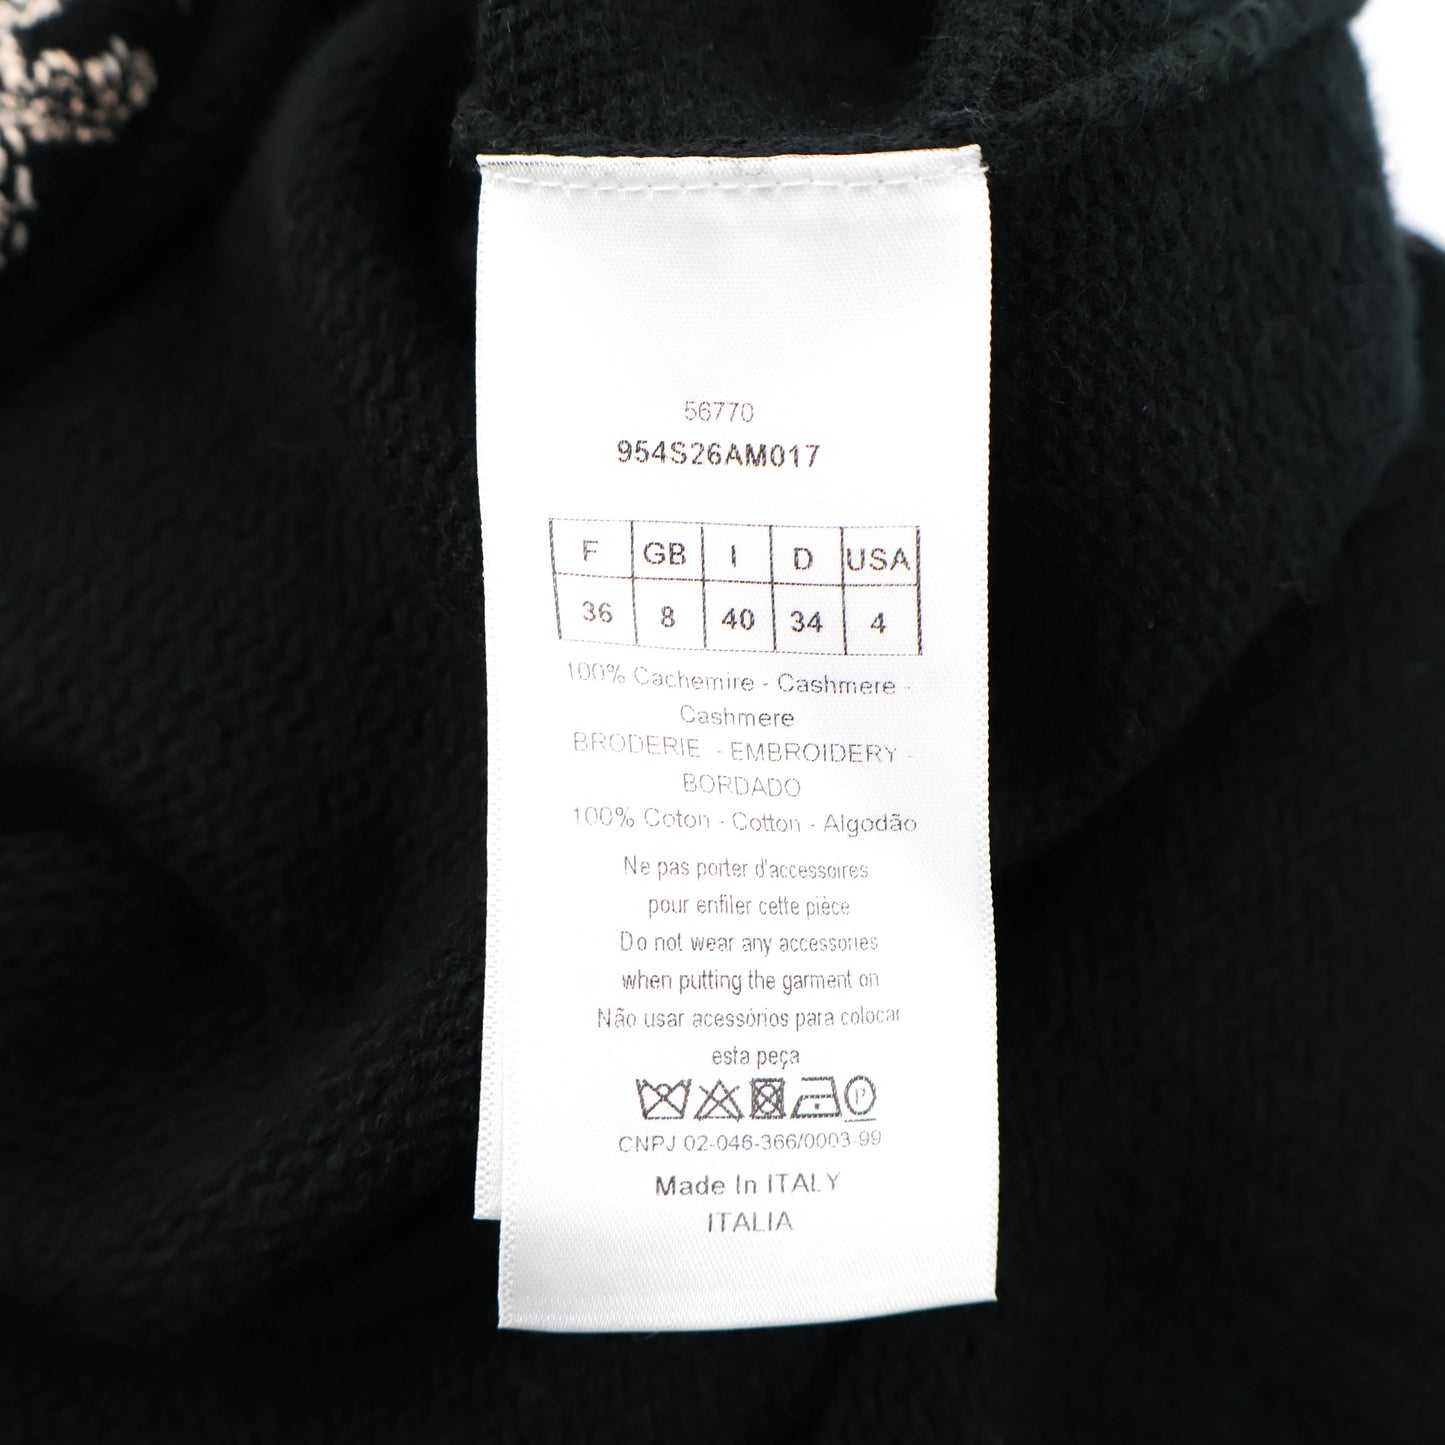 56770
954S26AM017
F GB I D USA
36 8 40 34 4
100% Cachemire - Cashmere -
Cashmere
BRODERIE - EMBROIDERY -
BORDADO
100% Coton - Cotton - Algodão
Ne pas porter d'accessoires
pour enfiler cette pièce
Do not wear any accessories
when putting the garment on
Não usar acessórios para colocar
esta peça
P
CNPJ 02-046-366/0003-99
Made In ITALY
ITALIA